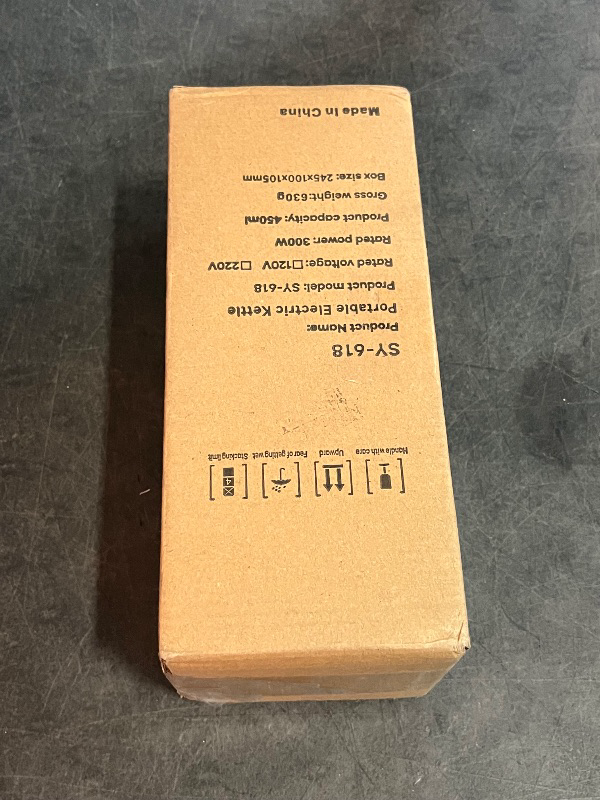 Handle with care Upward Fear of getting wet Stacking limit
4
SY-618
Product Name:
Portable Electric Kettle
Product model: SY-618
Rated voltage:☐120V ☐220V
Rated power: 300W
Product capacity: 450ml
Gross weight:630g
Box size: 245x100x105mm
Made In China